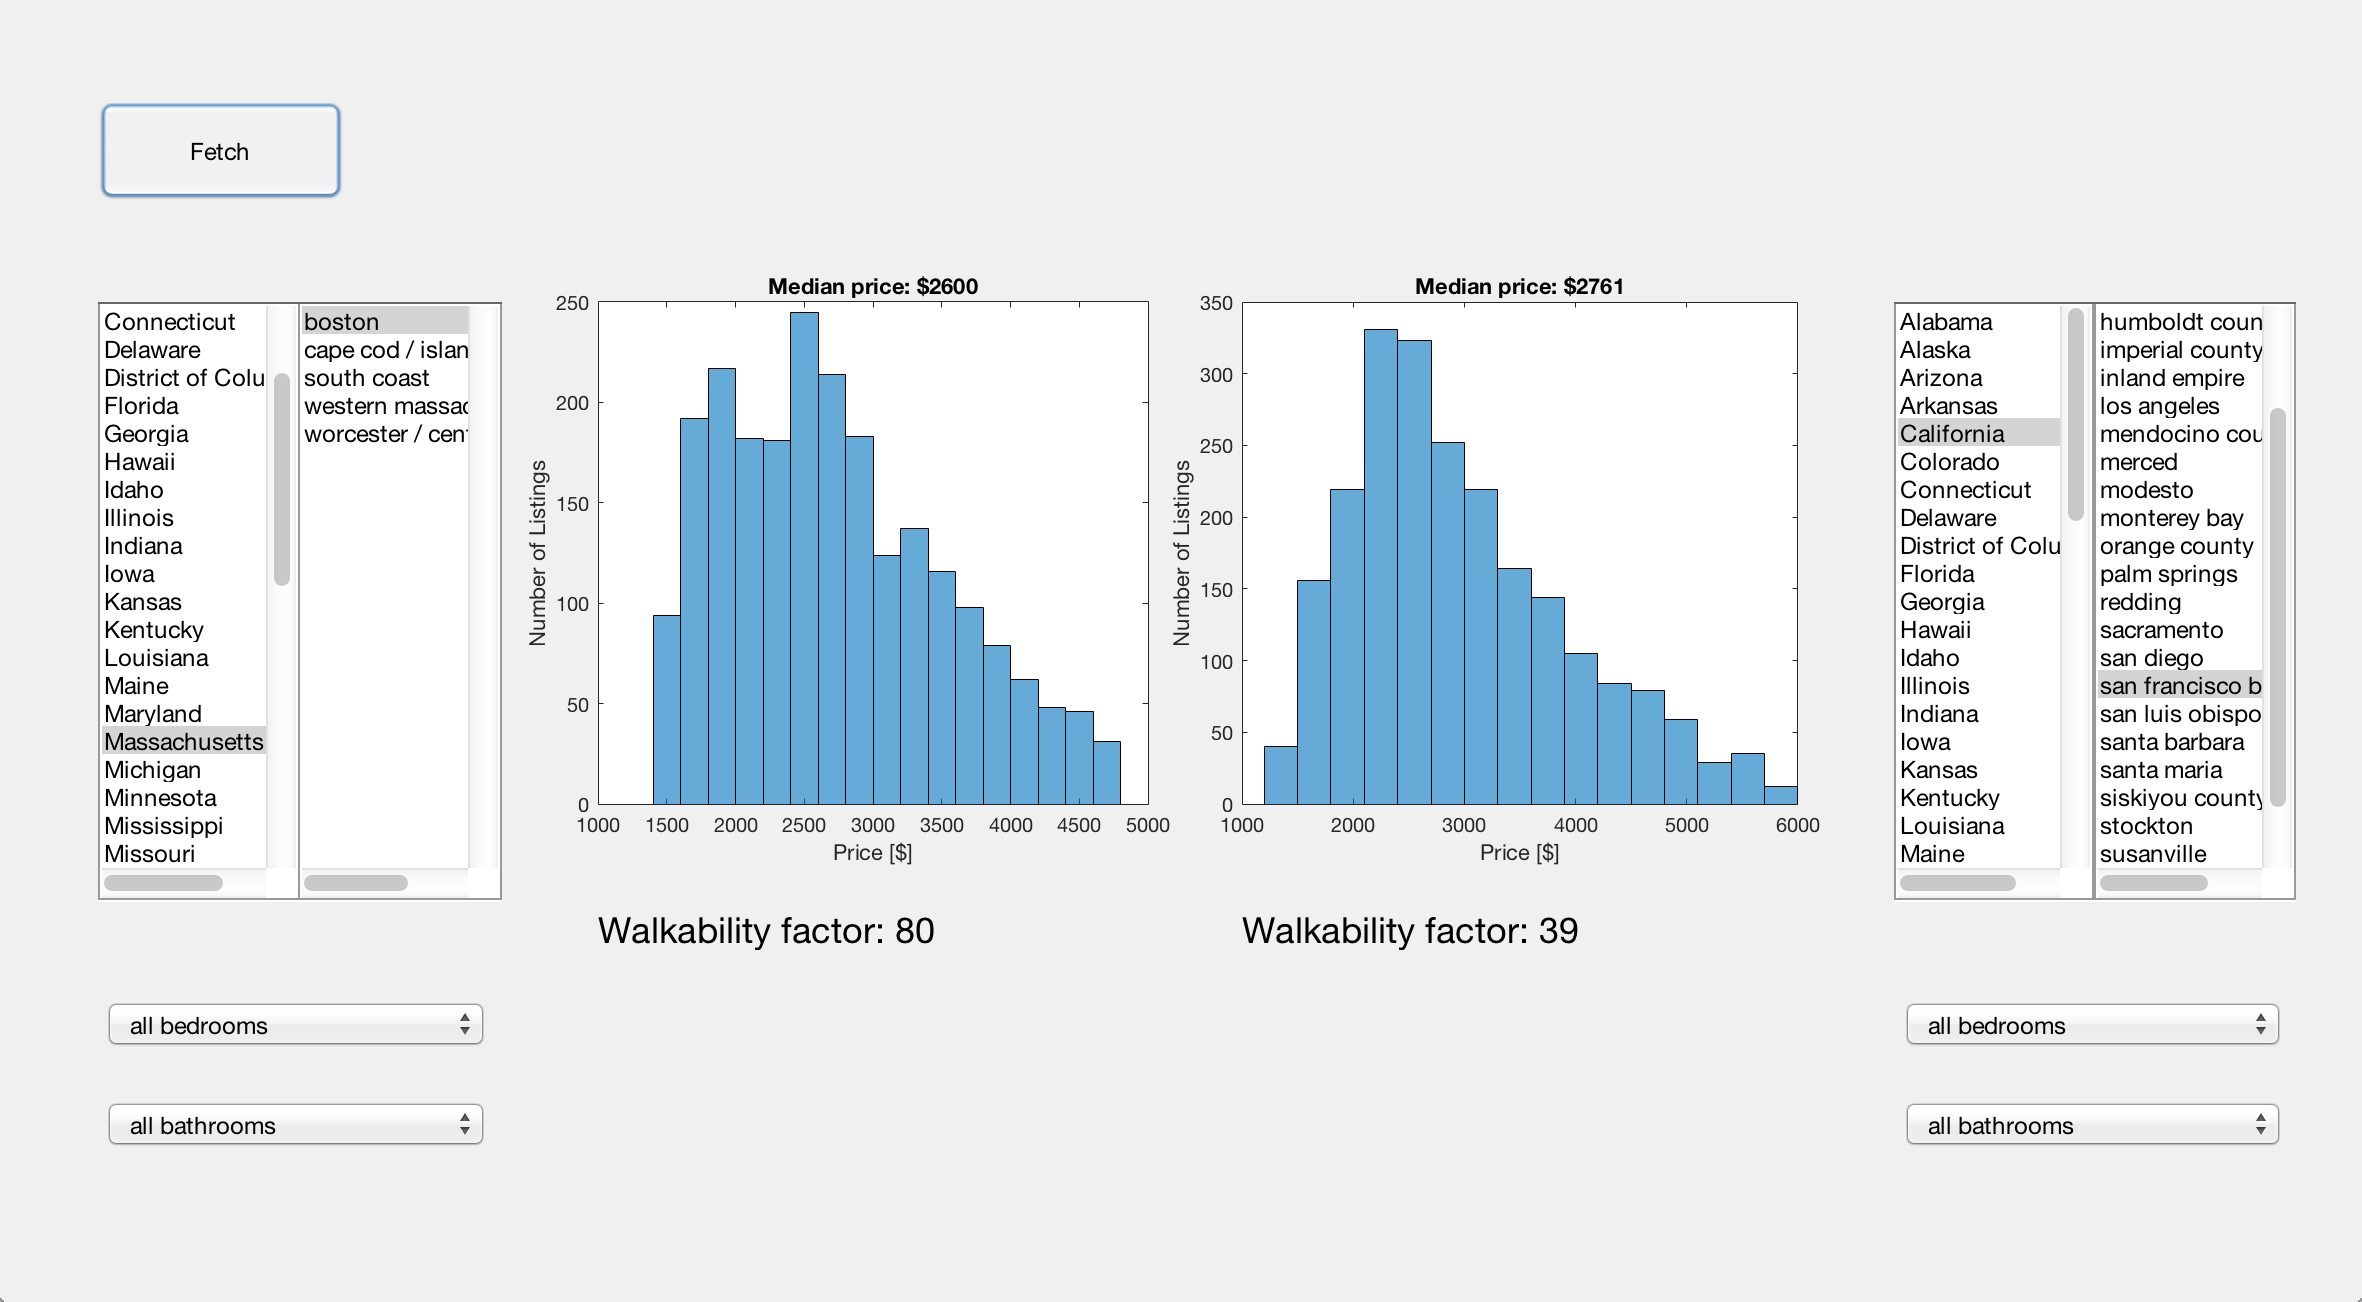 Fetch
Connecticut
Delaware
District of Colu
Florida
Georgia
Hawaii
Idaho
Illinois
Indiana
Iowa
Kansas
Kentucky
Louisiana
Maine
Maryland
Massachusetts
Michigan
Minnesota
Mississippi
Missouri
boston
cape cod / islan
south coast
western massac
worcester / cen
Median price: $2600
250
200
150
100
50
0
Number of Listings
1000 1500 2000 2500 3000 3500 4000 4500 5000
Price [$]
Walkability factor: 80
Median price: $2761
350
300
250
200
150
100
50
0
Number of Listings
1000 2000 3000 4000 5000 6000
Price [$]
Walkability factor: 39
Alabama
Alaska
Arizona
Arkansas
California
Colorado
Connecticut
Delaware
District of Colu
Florida
Georgia
Hawaii
Idaho
Illinois
Indiana
Iowa
Kansas
Kentucky
Louisiana
Maine
humboldt coun
imperial county
inland empire
los angeles
mendocino cou
merced
modesto
monterey bay
orange county
palm springs
redding
sacramento
san diego
san francisco b
san luis obispo
santa barbara
santa maria
siskiyou county
stockton
susanville
all bedrooms
all bathrooms
all bedrooms
all bathrooms